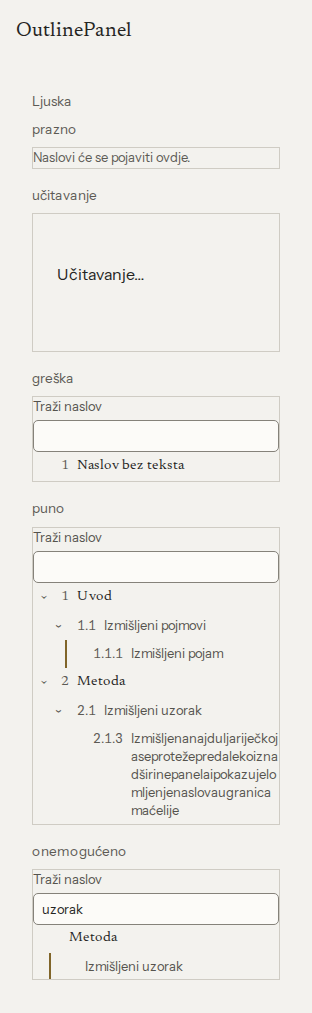 OutlinePanel
Ljuska
prazno
Naslovi će se pojaviti ovdje.
učitavanje
Učitavanje…
greška
Traži naslov
1 Naslov bez teksta
puno
Traži naslov
1 Uvod
1.1 Izmišljeni pojmovi
1.1.1 Izmišljeni pojam
2 Metoda
2.1 Izmišljeni uzorak
2.1.3 Izmišljenanajduljariječkoj
aseprotežepredalekoizna
dširinepanelaipokazujelo
mljenjenaslovaugranica
maćelije
onemogućeno
Traži naslov
uzorak
Metoda
Izmišljeni uzorak